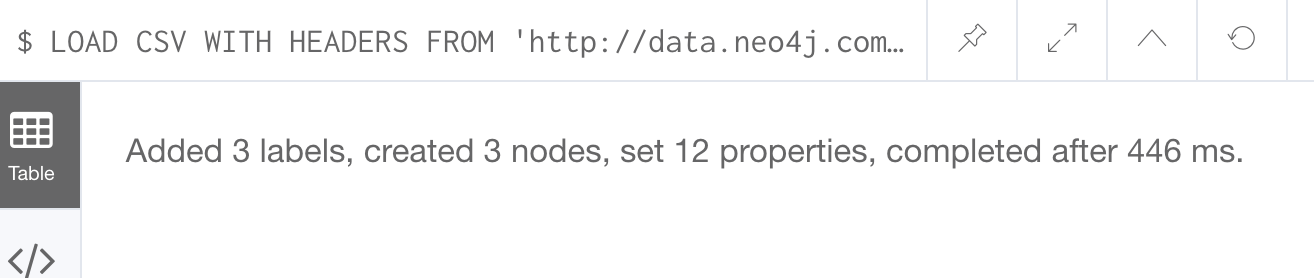 $ LOAD CSV WITH HEADERS FROM 'http://data.neo4j.com…
Added 3 labels, created 3 nodes, set 12 properties, completed after 446 ms.
Table